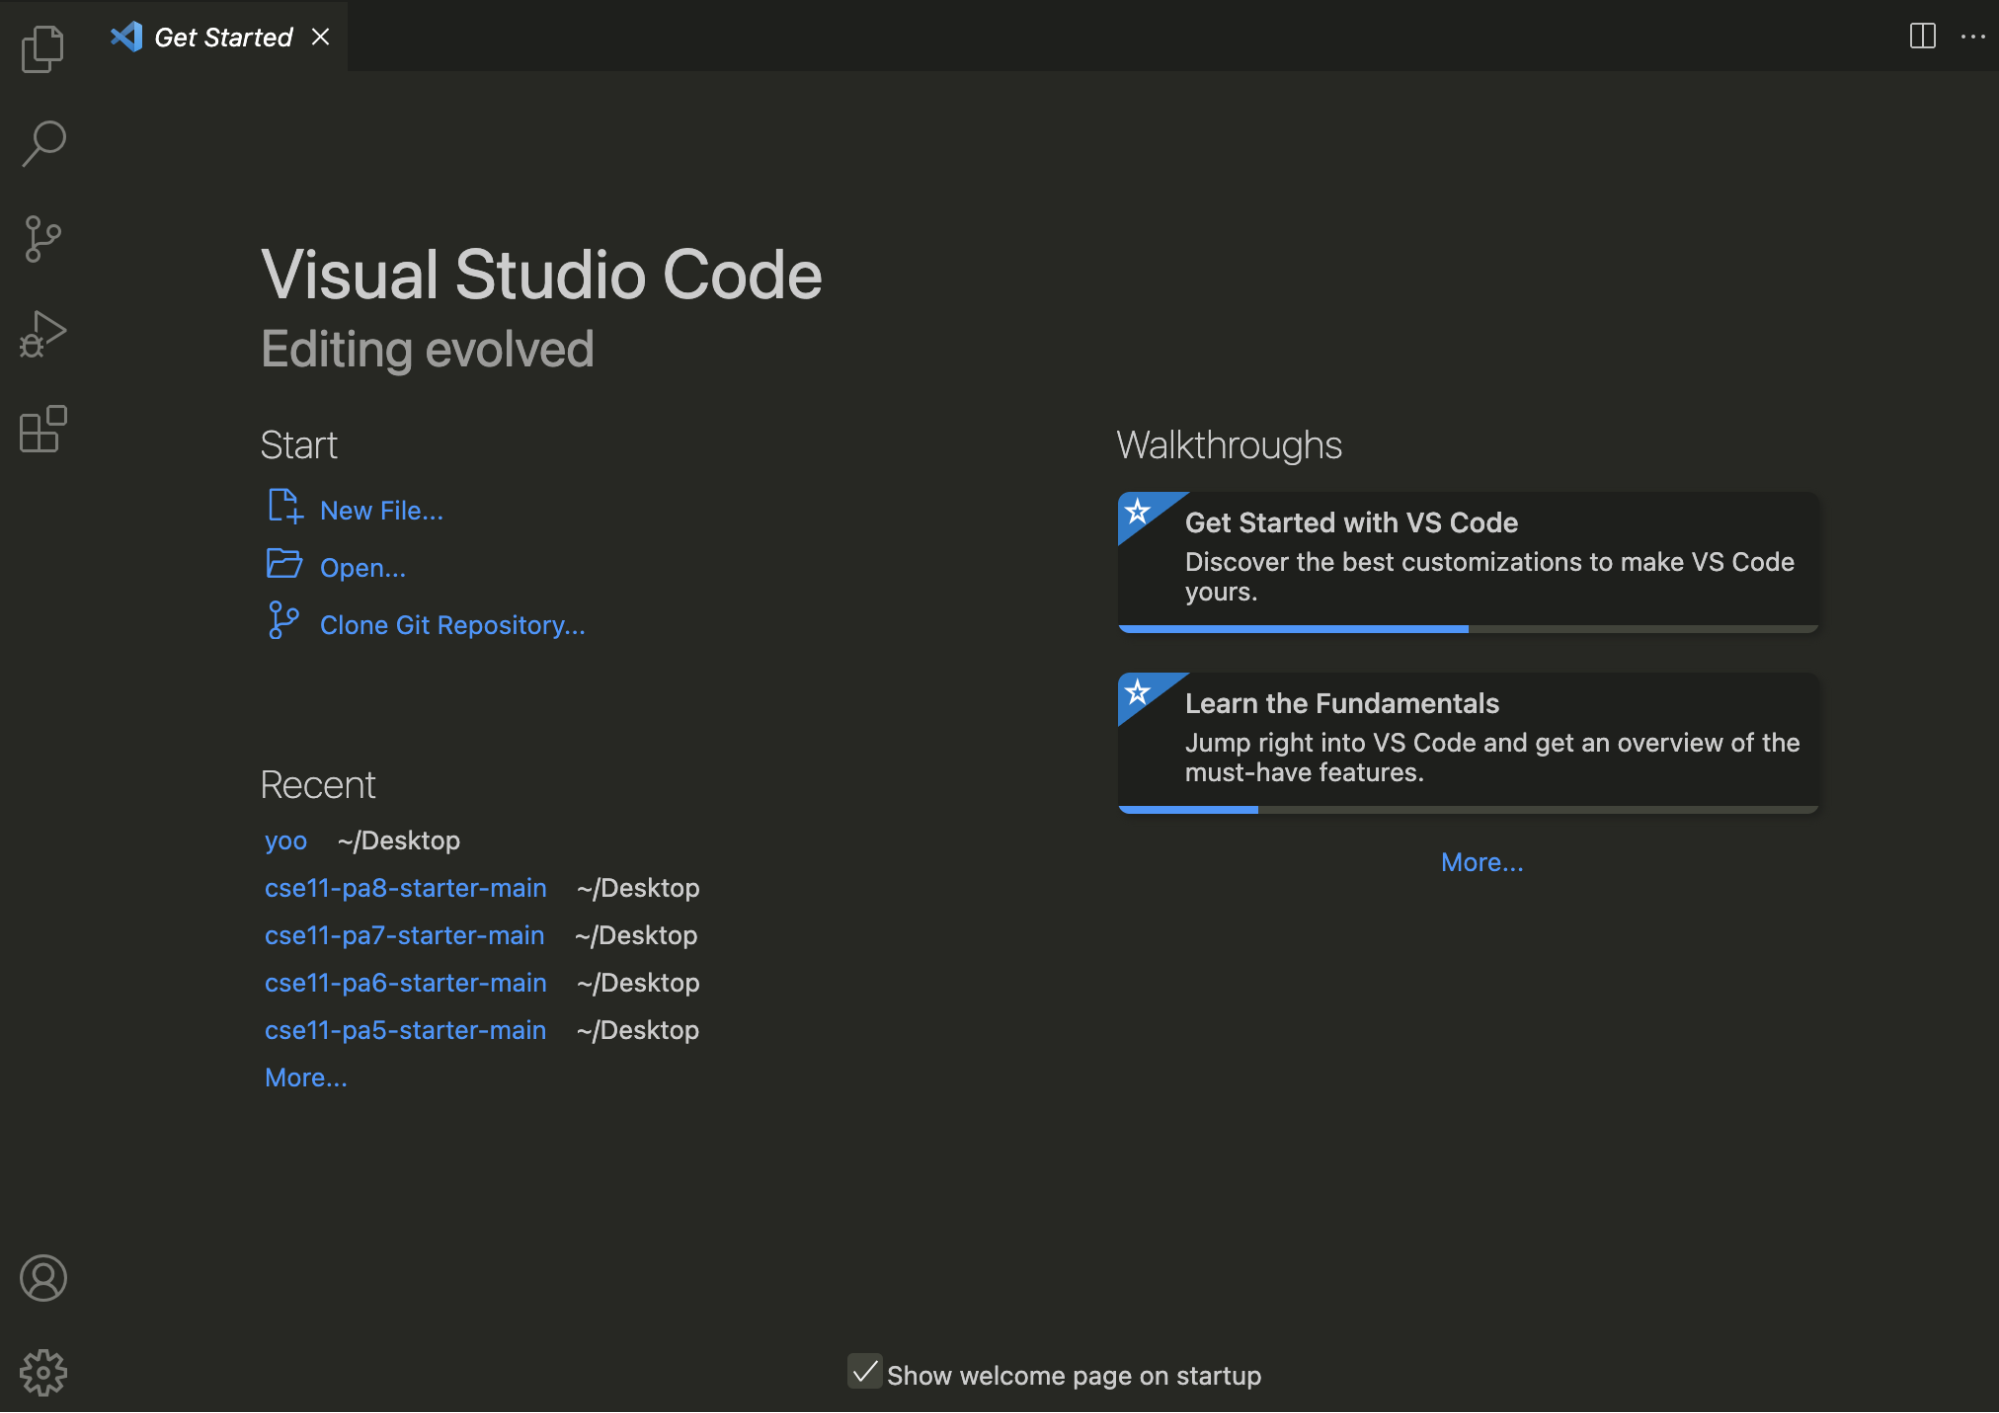 Get Started
Visual Studio Code
Editing evolved
Start
New File...
Open...
Clone Git Repository...
Recent
yoo ~/Desktop
cse11-pa8-starter-main ~/Desktop
cse11-pa7-starter-main ~/Desktop
cse11-pa6-starter-main ~/Desktop
cse11-pa5-starter-main ~/Desktop
More...
Walkthroughs
Get Started with VS Code
Discover the best customizations to make VS Code
yours.
Learn the Fundamentals
Jump right into VS Code and get an overview of the
must-have features.
More...
Show welcome page on startup